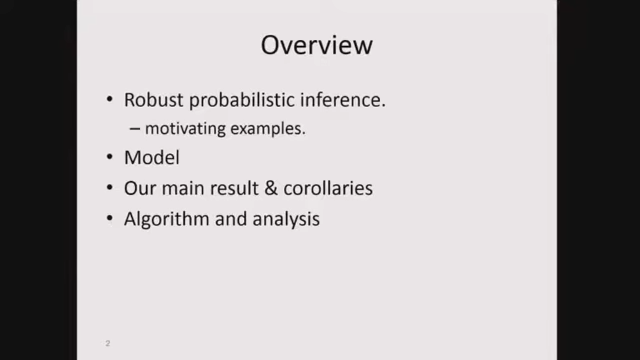 Overview
• Robust probabilistic inference.
– motivating examples.
• Model
• Our main result & corollaries
• Algorithm and analysis
2